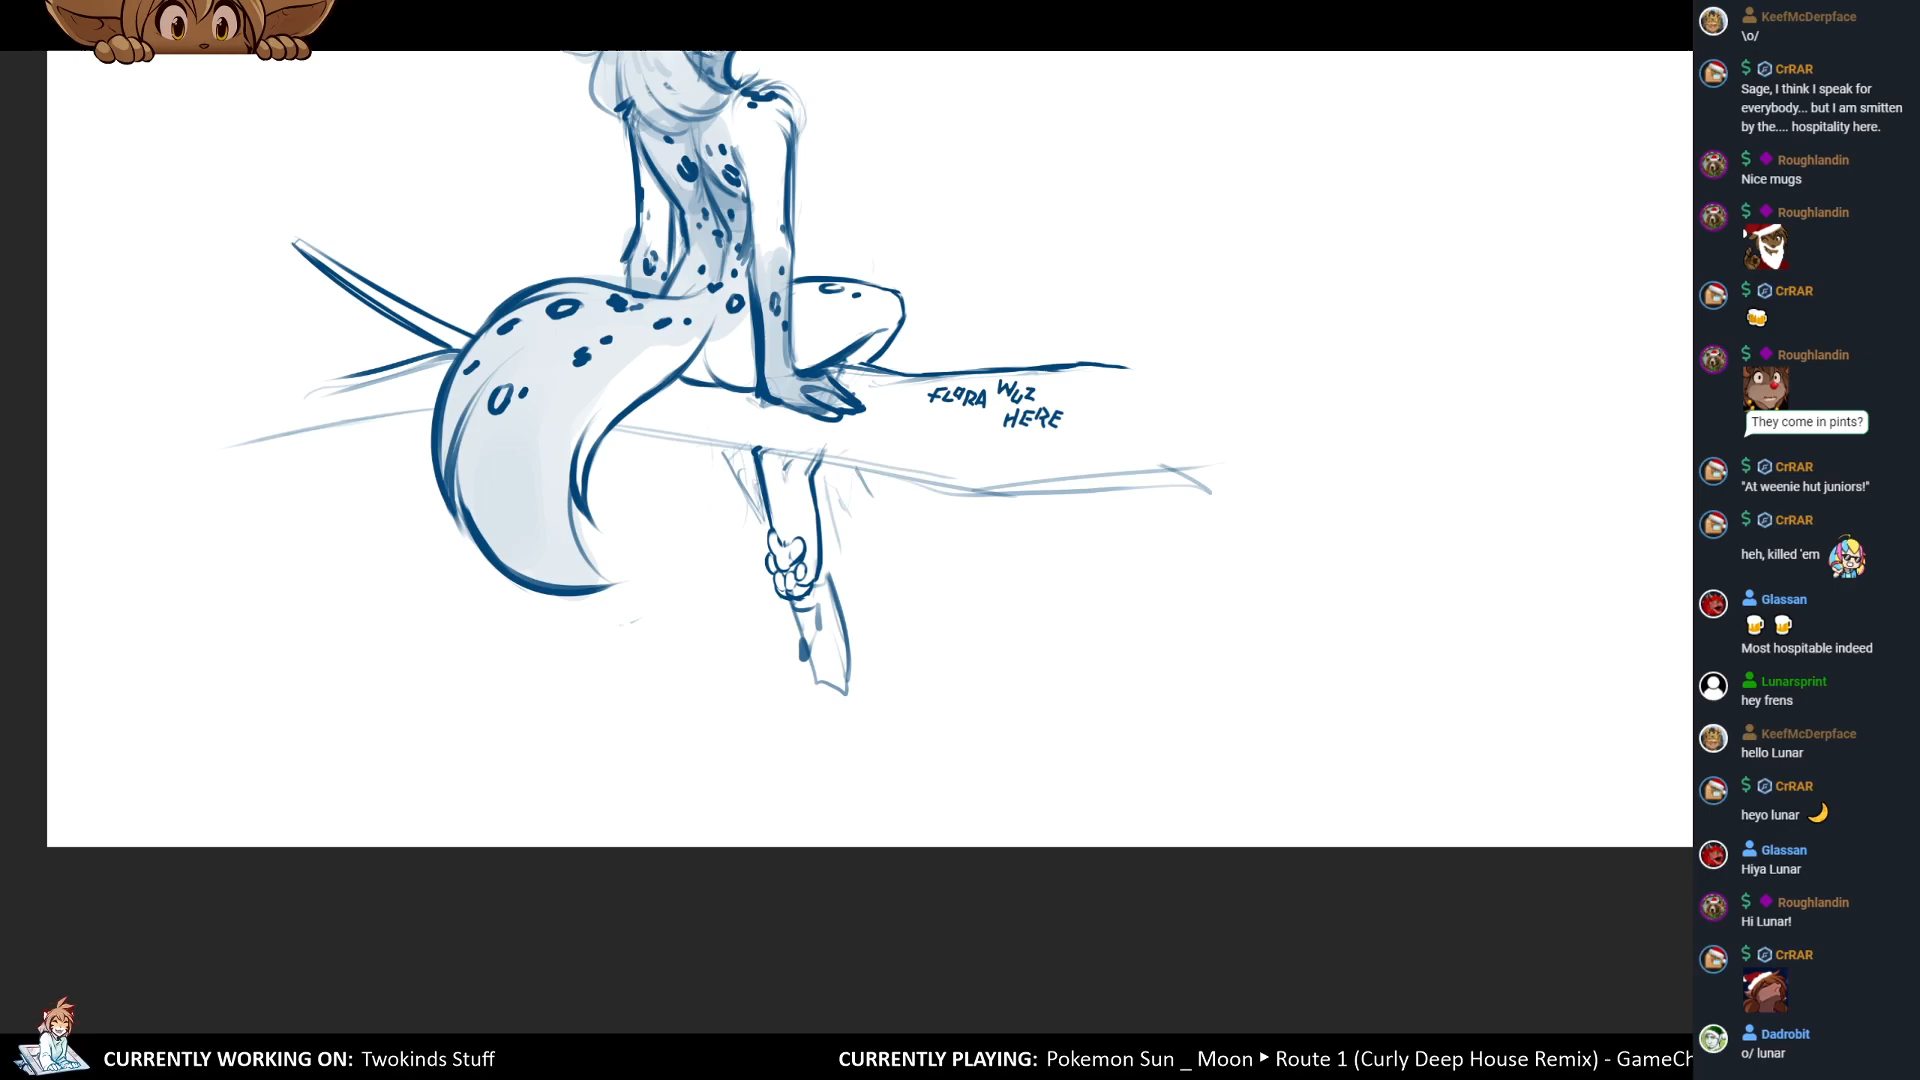 FLORA WUZ
HERE
KeefMcDerpface
\o/
CrRAR
Sage, I think I speak for
everybody... but I am smitten
by the.... hospitality here.
Roughlandin
Nice mugs
Roughlandin
CrRAR
Roughlandin
They come in pints?
CrRAR
"At weenie hut juniors!"
CrRAR
heh, killed 'em
Glassan
Most hospitable indeed
Lunarsprint
hey frens
KeefMcDerpface
hello Lunar
CrRAR
heyo lunar
Glassan
Hiya Lunar
Roughlandin
Hi Lunar!
CrRAR
Dadrobit
o/ lunar
CURRENTLY WORKING ON: Twokinds Stuff
CURRENTLY PLAYING: Pokemon Sun _ Moon ‣ Route 1 (Curly Deep House Remix) - GameCh